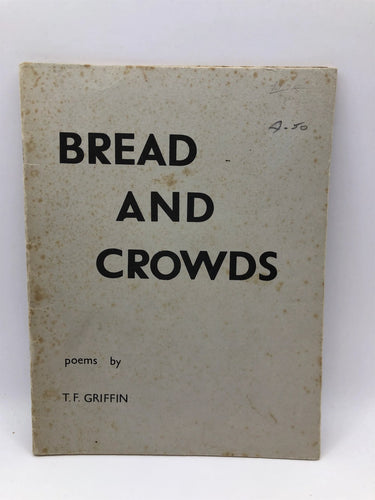 4.50
BREAD
AND
CROWDS
poems by
T. F. GRIFFIN